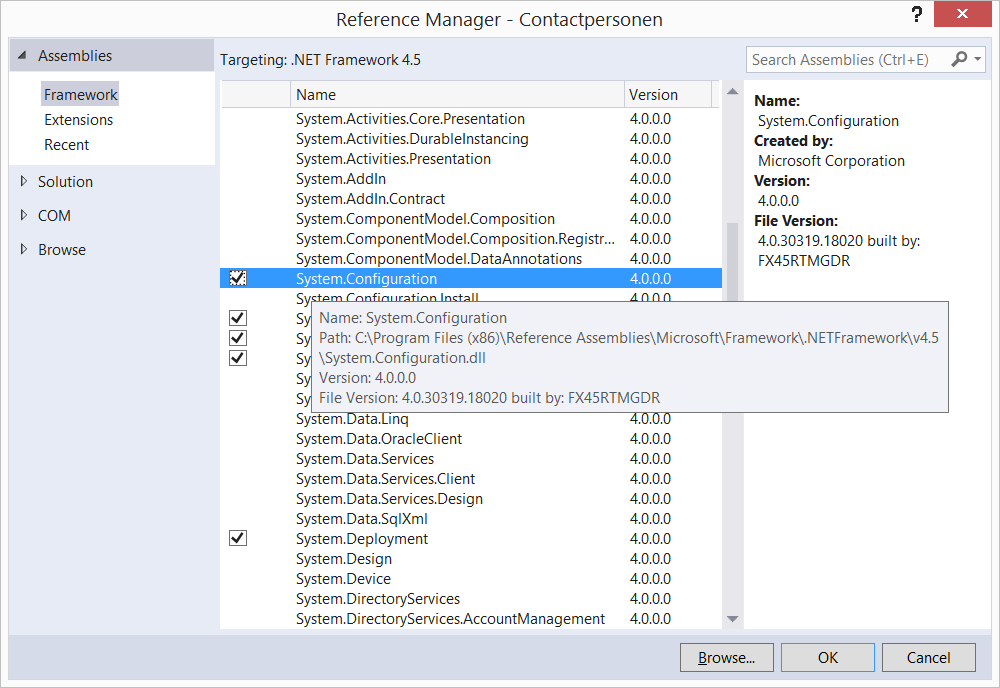 Reference Manager - Contactpersonen
?
Assemblies
Framework
Extensions
Recent
Solution
COM
Browse
Targeting: .NET Framework 4.5
Search Assemblies (Ctrl+E)
Name Version
System.Activities.Core.Presentation 4.0.0.0
System.Activities.DurableInstancing 4.0.0.0
System.Activities.Presentation 4.0.0.0
System.AddIn 4.0.0.0
System.AddIn.Contract 4.0.0.0
System.ComponentModel.Composition 4.0.0.0
System.ComponentModel.Composition.Registr... 4.0.0.0
System.ComponentModel.DataAnnotations 4.0.0.0
System.Configuration 4.0.0.0
System.Configuration.Install 4.0.0.0
Sy
Sy
Sy
Sy
Sy
Name: System.Configuration
Path: C:\Program Files (x86)\Reference Assemblies\Microsoft\Framework\.NETFramework\v4.5
\System.Configuration.dll
Version: 4.0.0.0
File Version: 4.0.30319.18020 built by: FX45RTMGDR
System.Data.Linq 4.0.0.0
System.Data.OracleClient 4.0.0.0
System.Data.Services 4.0.0.0
System.Data.Services.Client 4.0.0.0
System.Data.Services.Design 4.0.0.0
System.Data.SqlXml 4.0.0.0
System.Deployment 4.0.0.0
System.Design 4.0.0.0
System.Device 4.0.0.0
System.DirectoryServices 4.0.0.0
System.DirectoryServices.AccountManagement 4.0.0.0
Name:
System.Configuration
Created by:
Microsoft Corporation
Version:
4.0.0.0
File Version:
4.0.30319.18020 built by:
FX45RTMGDR
Browse... OK Cancel